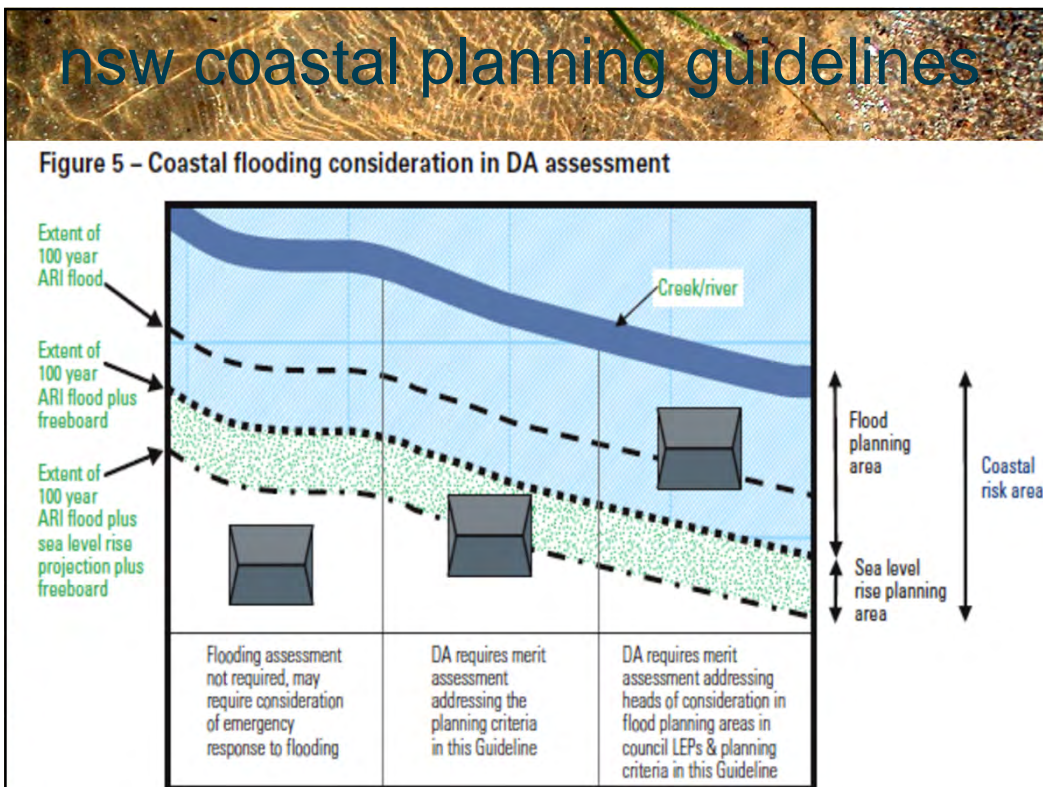 nsw coastal planning guidelines
Figure 5 – Coastal flooding consideration in DA assessment
Extent of
100 year
ARI flood
Extent of
100 year
ARI flood plus
freeboard
Extent of
100 year
ARI flood plus
sea level rise
projection plus
freeboard
Creek/river
Flood
planning
area
Coastal
risk area
Sea level
rise planning
area
Flooding assessment
not required, may
require consideration
of emergency
response to flooding
DA requires merit
assessment
addressing the
planning criteria
in this Guideline
DA requires merit
assessment addressing
heads of consideration in
flood planning areas in
council LEPs & planning
criteria in this Guideline